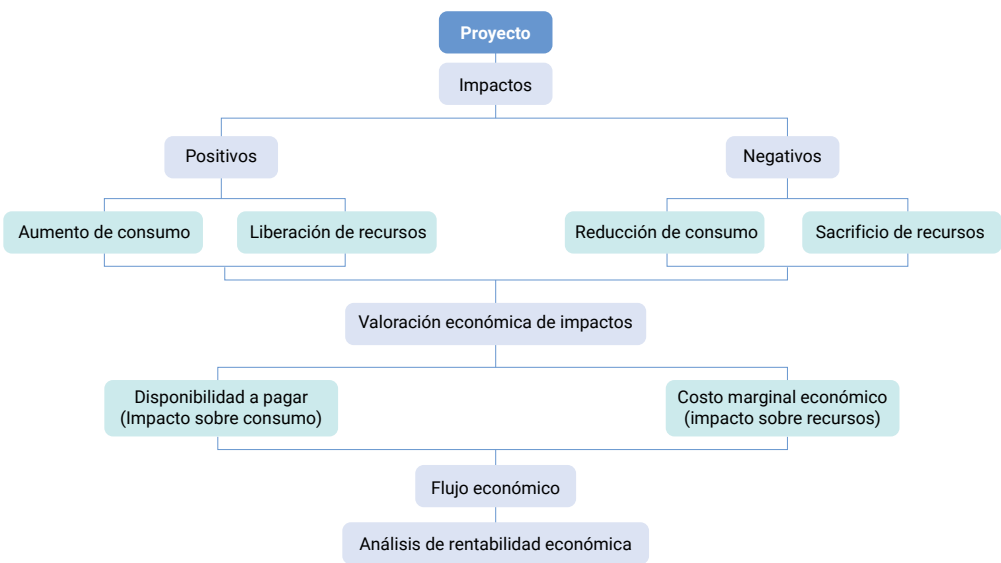 Proyecto
Impactos
Positivos
Negativos
Aumento de consumo
Liberación de recursos
Reducción de consumo
Sacrificio de recursos
Valoración económica de impactos
Disponibilidad a pagar
(Impacto sobre consumo)
Costo marginal económico
(impacto sobre recursos)
Flujo económico
Análisis de rentabilidad económica